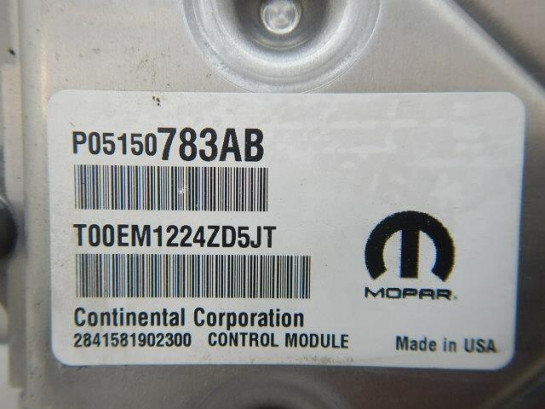 P05150783AB
T00EM1224ZD5JT
MOPAR.
Continental Corporation
2841581902300 CONTROL MODULE Made in USA